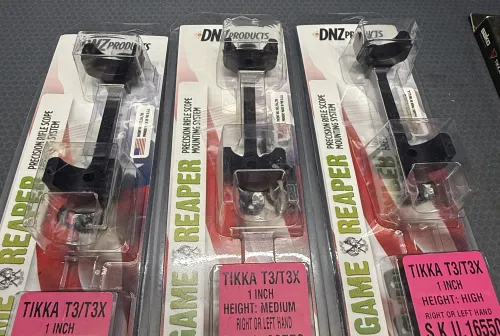 DNZ PRODUCTS
PRECISION RIFLE SCOPE
MOUNTING SYSTEM
GAME REAPER
TIKKA T3/T3X
1 INCH
DNZ PRODUCTS
PRECISION RIFLE SCOPE
MOUNTING SYSTEM
GAME REAPER
TIKKA T3/T3X
1 INCH
HEIGHT: MEDIUM
RIGHT OR LEFT HAND
DNZ PRODUCTS
PRECISION RIFLE SCOPE
MOUNTING SYSTEM
GAME REAPER
TIKKA T3/T3X
1 INCH
HEIGHT: HIGH
RIGHT OR LEFT HAND